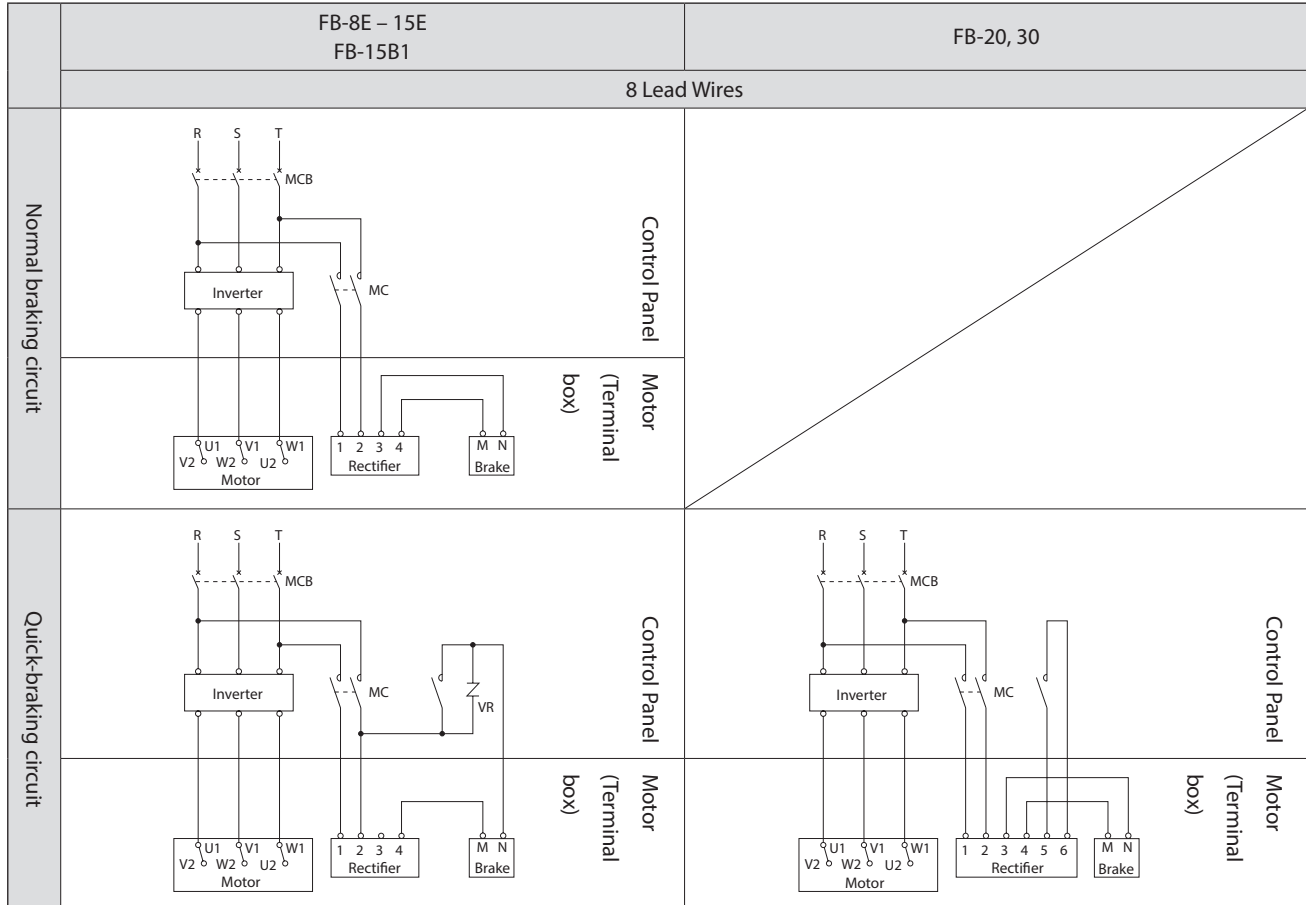 FB-8E – 15E
FB-15B1
FB-20, 30
8 Lead Wires
Normal braking circuit
R S T
MCB
Inverter
MC
Control Panel
Motor
(Terminal
box)
U1 V1 W1
V2 W2 U2
Motor
1 2 3 4
Rectifier
M N
Brake
Quick-braking circuit
R S T
MCB
Inverter
MC
VR
Control Panel
Motor
(Terminal
box)
U1 V1 W1
V2 W2 U2
Motor
1 2 3 4
Rectifier
M N
Brake
R S T
MCB
Inverter
MC
Control Panel
Motor
(Terminal
box)
U1 V1 W1
V2 W2 U2
Motor
1 2 3 4 5 6
Rectifier
M N
Brake